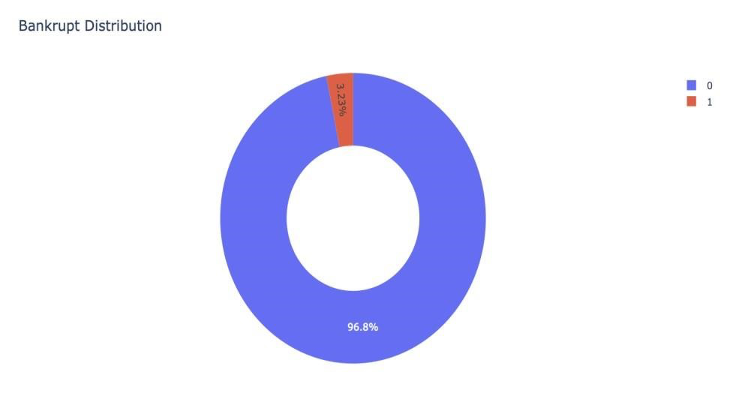 Bankrupt Distribution
0
1
3.23%
96.8%